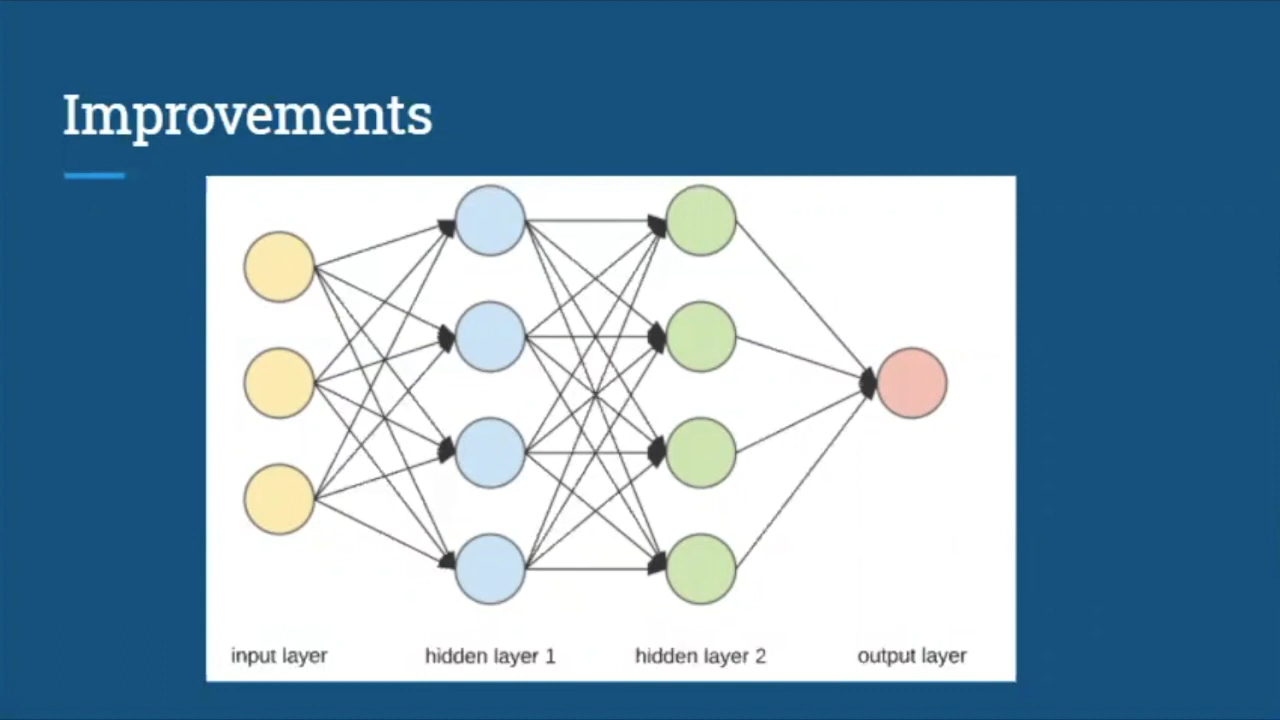 Improvements
input layer
hidden layer 1
hidden layer 2
output layer